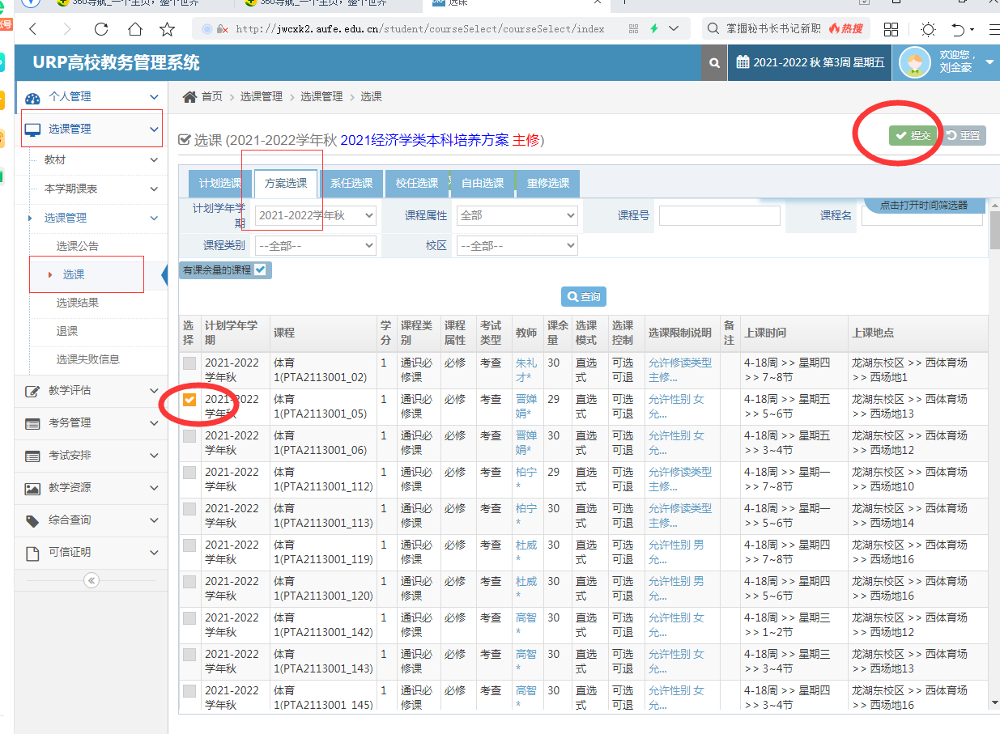 360导航_一个主页，整个世界
360导航_一个主页，整个世界
URP 选课
账号
http://jwcxk2.aufe.edu.cn/student/courseSelect/courseSelect/index
掌掴秘书长书记新职 热搜
URP高校教务管理系统
2021-2022 秋 第3周 星期五
欢迎您，
刘金豪
个人管理
选课管理
教材
本学期课表
选课管理
选课公告
选课
选课结果
退课
选课失败信息
教学评估
考务管理
考试安排
教学资源
综合查询
可信证明
首页 > 选课管理 > 选课管理 > 选课
选课 (2021-2022学年秋 2021经济学类本科培养方案 主修)
提交 重置
计划选课 方案选课 系任选课 校任选课 自由选课 重修选课
点击打开时间筛选器
计划学年学期 2021-2022学年秋 课程属性 全部 课程号 课程名
课程类别 --全部-- 校区 --全部--
有课余量的课程
查询
选择 计划学年学期 课程 学分 课程类别 课程属性 考试类型 教师 课余量 选课模式 选课控制 选课限制说明 备注 上课时间 上课地点
2021-2022学年秋 体育1(PTA2113001_02) 1 通识必修课 必修 考查 朱礼才* 30 直选式 可选可退 允许修读类型 主修... 4-18周 >> 星期四 >> 7~8节 龙湖东校区 >> 西体育场 >> 西场地1
2021-2022学年秋 体育1(PTA2113001_05) 1 通识必修课 必修 考查 晋婵娟* 29 直选式 可选可退 允许性别 女 允... 4-18周 >> 星期五 >> 5~6节 龙湖东校区 >> 西体育场 >> 西场地13
2021-2022学年秋 体育1(PTA2113001_06) 1 通识必修课 必修 考查 晋婵娟* 30 直选式 可选可退 允许性别 女 允... 4-18周 >> 星期五 >> 3~4节 龙湖东校区 >> 西体育场 >> 西场地12
2021-2022学年秋 体育1(PTA2113001_112) 1 通识必修课 必修 考查 柏宁* 29 直选式 可选可退 允许修读类型 主修... 4-18周 >> 星期一 >> 7~8节 龙湖东校区 >> 西体育场 >> 西场地10
2021-2022学年秋 体育1(PTA2113001_113) 1 通识必修课 必修 考查 柏宁* 30 直选式 可选可退 允许修读类型 主修... 4-18周 >> 星期一 >> 5~6节 龙湖东校区 >> 西体育场 >> 西场地14
2021-2022学年秋 体育1(PTA2113001_119) 1 通识必修课 必修 考查 杜威* 30 直选式 可选可退 允许性别 男 允... 4-18周 >> 星期四 >> 7~8节 龙湖东校区 >> 西体育场 >> 西场地16
2021-2022学年秋 体育1(PTA2113001_120) 1 通识必修课 必修 考查 杜威* 30 直选式 可选可退 允许性别 男 允... 4-18周 >> 星期四 >> 5~6节 龙湖东校区 >> 西体育场 >> 西场地16
2021-2022学年秋 体育1(PTA2113001_142) 1 通识必修课 必修 考查 高智* 30 直选式 可选可退 允许性别 女 允... 4-18周 >> 星期三 >> 1~2节 龙湖东校区 >> 西体育场 >> 西场地12
2021-2022学年秋 体育1(PTA2113001_143) 1 通识必修课 必修 考查 高智* 30 直选式 可选可退 允许性别 女 允... 4-18周 >> 星期三 >> 3~4节 龙湖东校区 >> 西体育场 >> 西场地13
2021-2022学年秋 体育1(PTA2113001_145) 1 通识必修课 必修 考查 高智* 30 直选式 可选可退 允许性别 女 允... 4-18周 >> 星期四 >> 3~4节 龙湖东校区 >> 西体育场 >> 西场地16